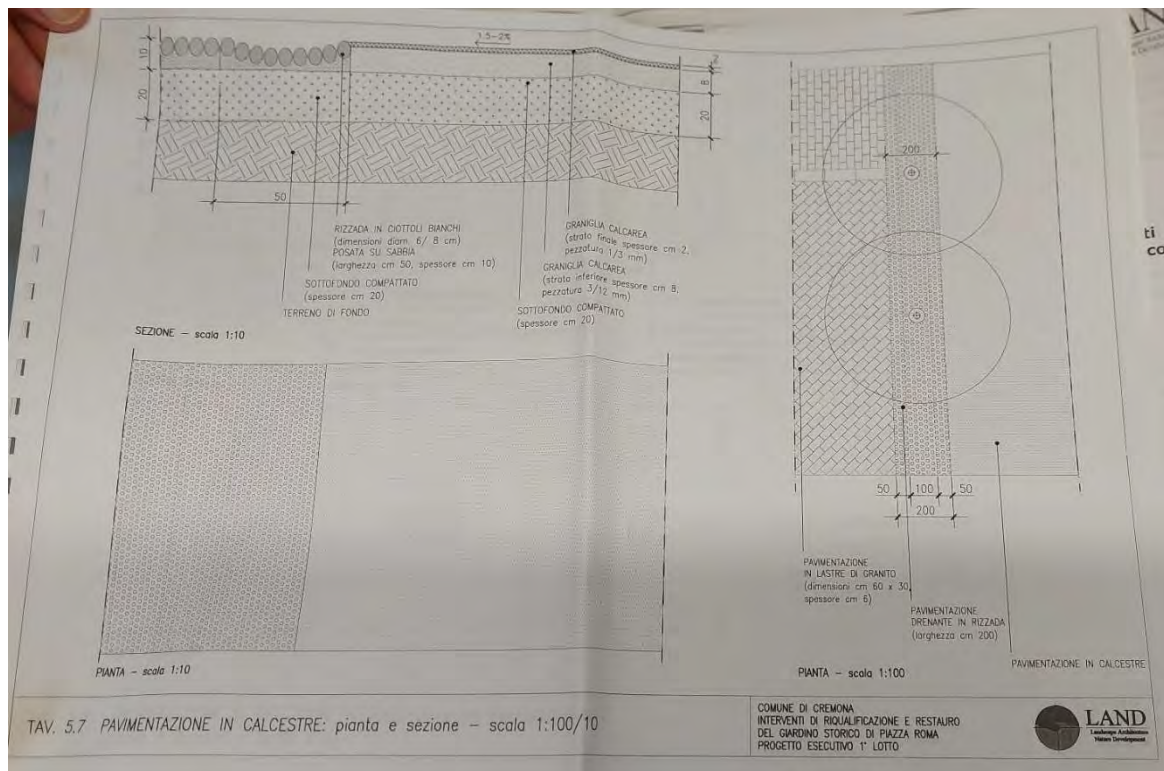 1.5-2%
10
20
2
8
20
50
RIZZADA IN CIOTTOLI BIANCHI
(dimensioni diam. 6/ 8 cm)
POSATA SU SABBIA
(larghezza cm 50, spessore cm 10)
SOTTOFONDO COMPATTATO
(spessore cm 20)
TERRENO DI FONDO
GRANIGLIA CALCAREA
(strato finale spessore cm 2,
pezzatura 1/3 mm)
GRANIGLIA CALCAREA
(strato inferiore spessore cm 8,
pezzatura 3/12 mm)
SOTTOFONDO COMPATTATO
(spessore cm 20)
SEZIONE – scala 1:10
PIANTA – scala 1:10
200
50 100 50
200
PAVIMENTAZIONE
IN LASTRE DI GRANITO
(dimensioni cm 60 x 30,
spessore cm 6)
PAVIMENTAZIONE
DRENANTE IN RIZZADA
(larghezza cm 200)
PAVIMENTAZIONE IN CALCESTRE
PIANTA – scala 1:100
TAV. 5.7 PAVIMENTAZIONE IN CALCESTRE: pianta e sezione – scala 1:100/10
COMUNE DI CREMONA
INTERVENTI DI RIQUALIFICAZIONE E RESTAURO
DEL GIARDINO STORICO DI PIAZZA ROMA
PROGETTO ESECUTIVO 1° LOTTO
LAND
Landscape Architecture
Nature Development
ti
co